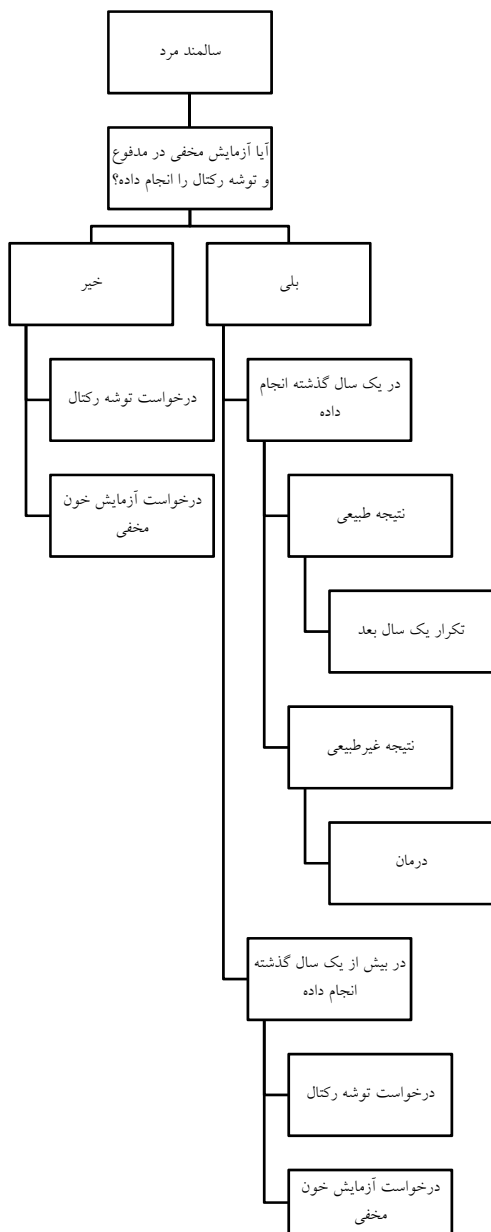 سالمند مرد
آیا آزمایش مخفی در مدفوع
و توشه رکتال را انجام داده؟
خیر
بلی
درخواست توشه رکتال
درخواست آزمایش خون
مخفی
در یک سال گذشته انجام
داده
نتیجه طبیعی
تکرار یک سال بعد
نتیجه غیرطبیعی
درمان
در بیش از یک سال گذشته
انجام داده
درخواست توشه رکتال
درخواست آزمایش خون
مخفی